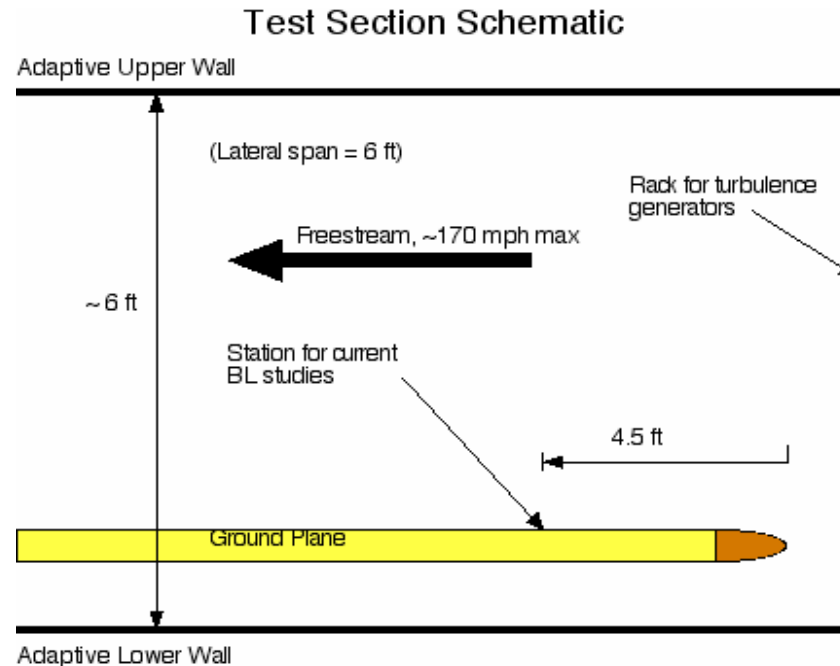 Test Section Schematic
Adaptive Upper Wall
(Lateral span = 6 ft)
Rack for turbulence
generators
Freestream, ~170 mph max
~ 6 ft
Station for current
BL studies
4.5 ft
Ground Plane
Adaptive Lower Wall